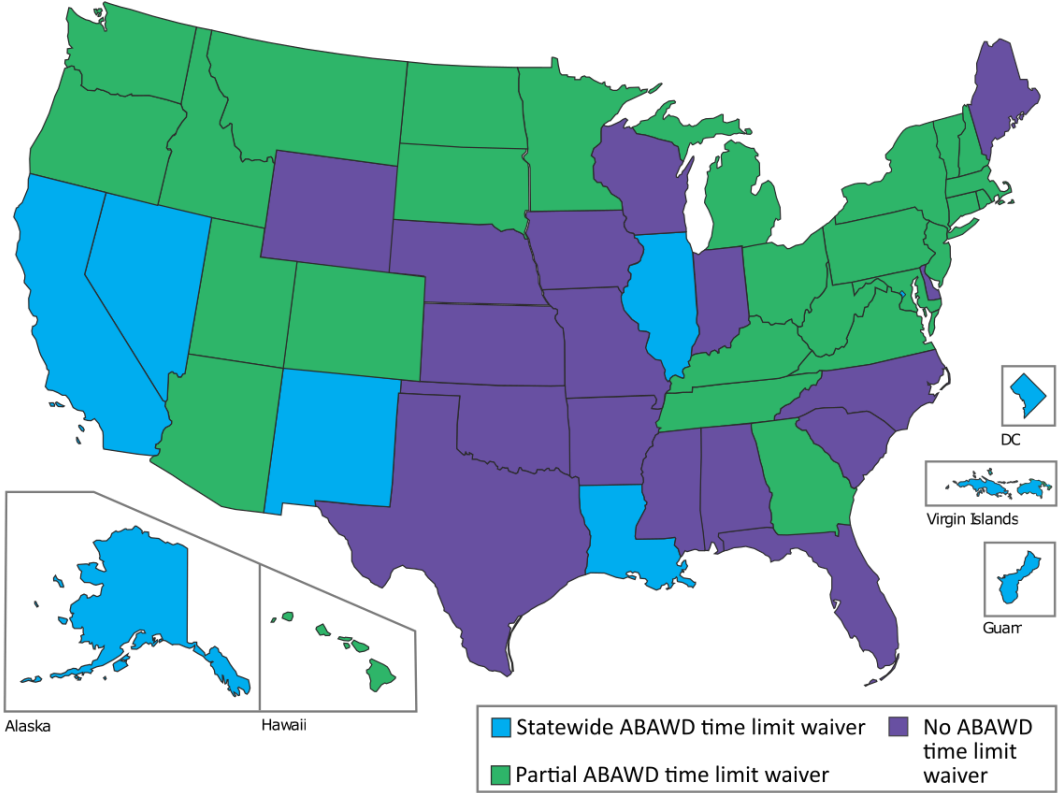 DC
Virgin Islands
Guam
Alaska
Hawaii
Statewide ABAWD time limit waiver
Partial ABAWD time limit waiver
No ABAWD
time limit
waiver